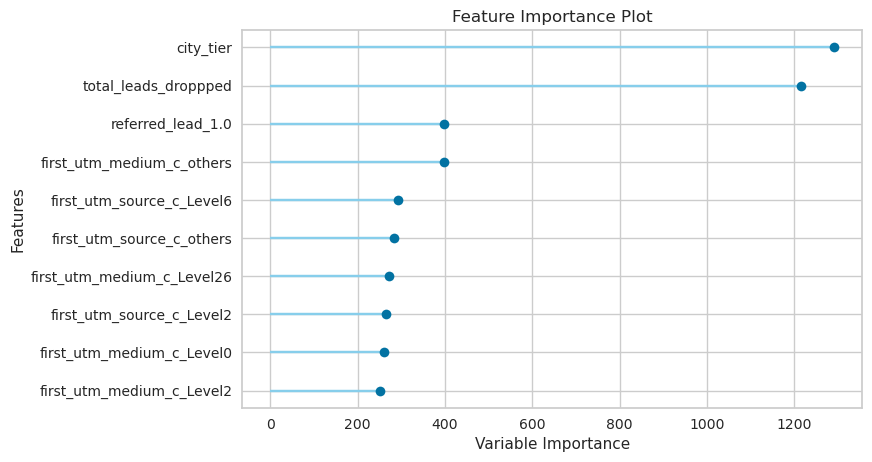 Feature Importance Plot
city_tier
total_leads_droppped
referred_lead_1.0
first_utm_medium_c_others
first_utm_source_c_Level6
first_utm_source_c_others
first_utm_medium_c_Level26
first_utm_source_c_Level2
first_utm_medium_c_Level0
first_utm_medium_c_Level2
Features
0 200 400 600 800 1000 1200
Variable Importance